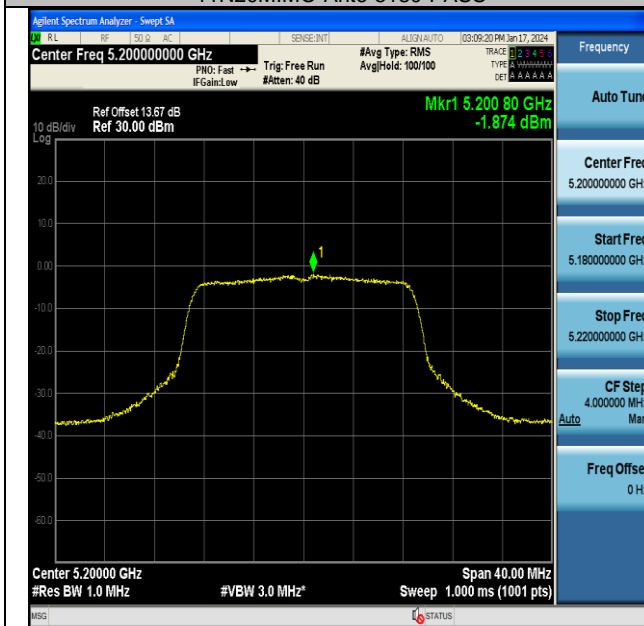 Agilent Spectrum Analyzer - Swept SA
RL RF 50 Ω AC SENSE:INT ALIGN AUTO 03:09:20 PM Jan 17, 2024
Center Freq 5.200000000 GHz
PNO: Fast
IFGain:Low
Trig: Free Run
#Atten: 40 dB
#Avg Type: RMS
Avg|Hold: 100/100
TRACE 1 2 3 4 5 6
TYPE A
DET A A A A A A
Frequency
Mkr1 5.200 80 GHz
-1.874 dBm
Ref Offset 13.67 dB
10 dB/div Ref 30.00 dBm
Log
20.0
10.0
0.00
-10.0
-20.0
-30.0
-40.0
-50.0
-60.0
1
Auto Tune
Center Freq
5.200000000 GH
Start Freq
5.180000000 GH
Stop Freq
5.220000000 GH
CF Step
4.000000 MH
Auto Man
Freq Offse
0 H
Center 5.20000 GHz Span 40.00 MHz
#Res BW 1.0 MHz #VBW 3.0 MHz* Sweep 1.000 ms (1001 pts)
MSG STATUS